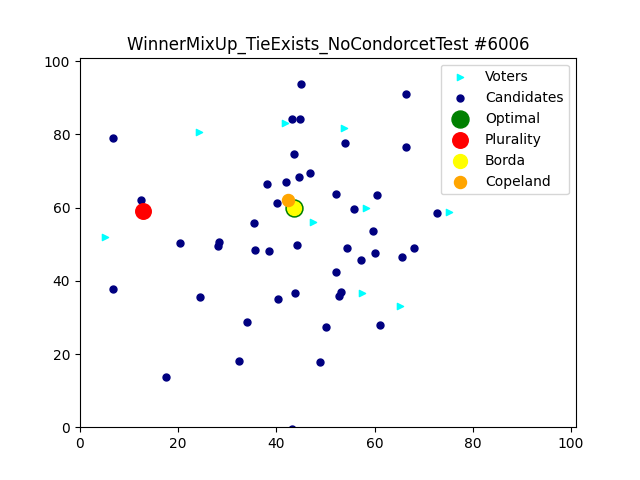 WinnerMixUp_TieExists_NoCondorcetTest #6006
100
80
60
40
20
0
0
20
40
60
80
100
Voters
Candidates
Optimal
Plurality
Borda
Copeland